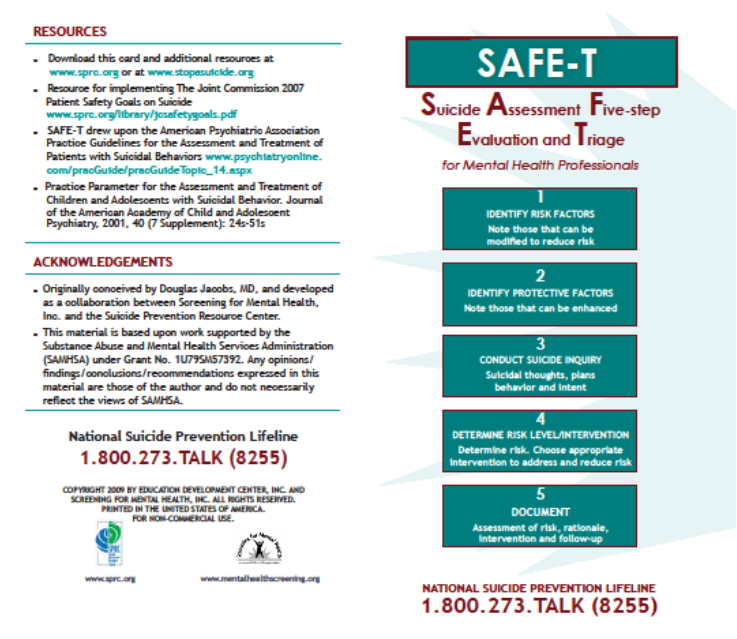 RESOURCES
• Download this card and additional resources at
www.sprc.org or at www.stopasuicide.org
• Resource for implementing The Joint Commission 2007
Patient Safety Goals on Suicide
www.sprc.org/library/jcsafetygoals.pdf
• SAFE-T drew upon the American Psychiatric Association
Practice Guidelines for the Assessment and Treatment of
Patients with Suicidal Behaviors www.psychiatryonline.
com/pracGuide/pracGuideTopic_14.aspx
• Practice Parameter for the Assessment and Treatment of
Children and Adolescents with Suicidal Behavior. Journal
of the American Academy of Child and Adolescent
Psychiatry, 2001, 40 (7 Supplement): 24s-51s
ACKNOWLEDGEMENTS
• Originally conceived by Douglas Jacobs, MD, and developed
as a collaboration between Screening for Mental Health,
Inc. and the Suicide Prevention Resource Center.
• This material is based upon work supported by the
Substance Abuse and Mental Health Services Administration
(SAMHSA) under Grant No. 1U79SM57392. Any opinions/
findings/conclusions/recommendations expressed in this
material are those of the author and do not necessarily
reflect the views of SAMHSA.
National Suicide Prevention Lifeline
1.800.273.TALK (8255)
COPYRIGHT 2009 BY EDUCATION DEVELOPMENT CENTER, INC. AND
SCREENING FOR MENTAL HEALTH, INC. ALL RIGHTS RESERVED.
PRINTED IN THE UNITED STATES OF AMERICA.
FOR NON-COMMERCIAL USE.
SPRC
Screening for Mental Health
www.sprc.org
www.mentalhealthscreening.org
SAFE-T
Suicide Assessment Five-step
Evaluation and Triage
for Mental Health Professionals
1
IDENTIFY RISK FACTORS
Note those that can be
modified to reduce risk
2
IDENTIFY PROTECTIVE FACTORS
Note those that can be enhanced
3
CONDUCT SUICIDE INQUIRY
Suicidal thoughts, plans
behavior and intent
4
DETERMINE RISK LEVEL/INTERVENTION
Determine risk. Choose appropriate
intervention to address and reduce risk
5
DOCUMENT
Assessment of risk, rationale,
intervention and follow-up
NATIONAL SUICIDE PREVENTION LIFELINE
1.800.273.TALK (8255)